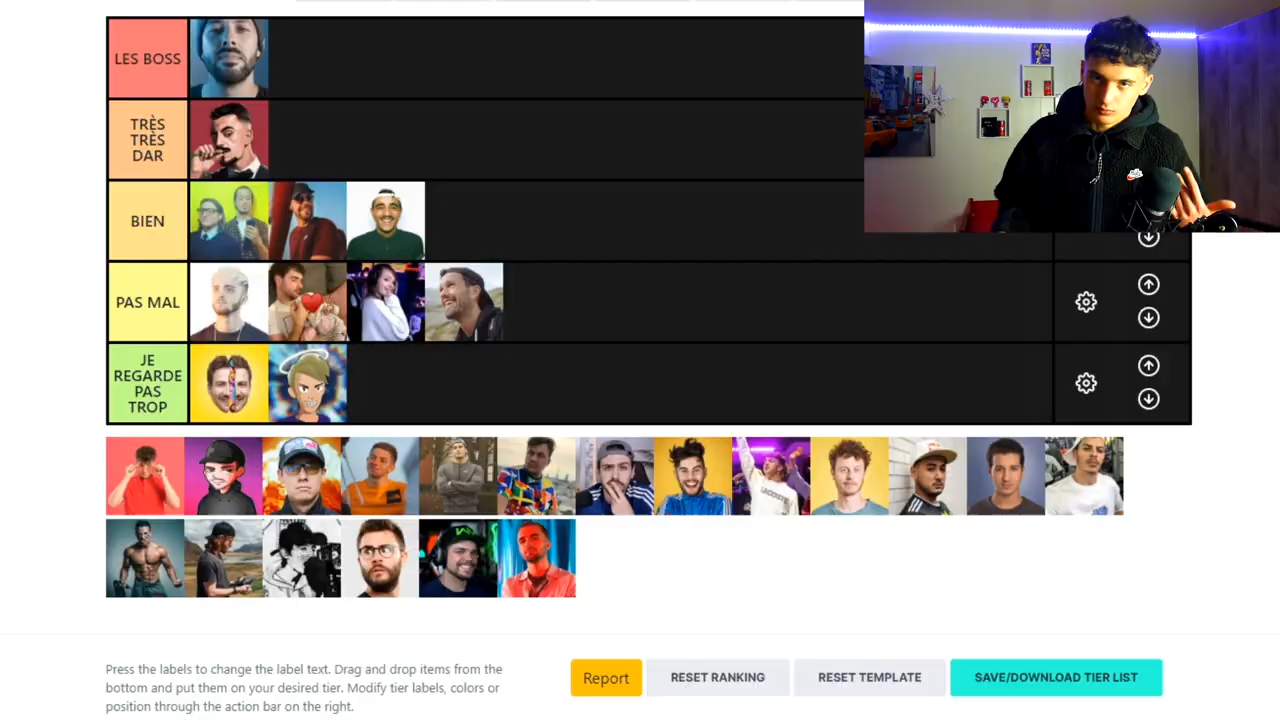 LES BOSS
TRÈS
TRÈS
DAR
BIEN
PAS MAL
JE
REGARDE
PAS
TROP
Press the labels to change the label text. Drag and drop items from the
bottom and put them on your desired tier. Modify tier labels, colors or
position through the action bar on the right.
Report
RESET RANKING
RESET TEMPLATE
SAVE/DOWNLOAD TIER LIST